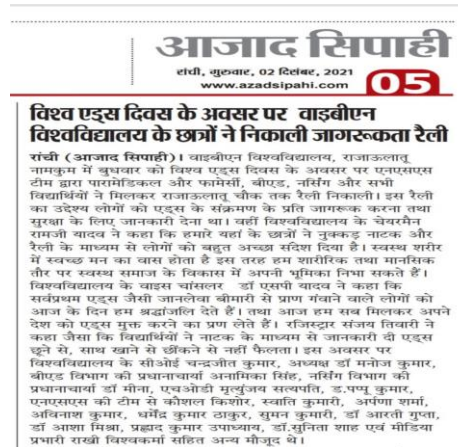 आजाद सिपाही
रांची, गुरुवार, 02 दिसंबर, 2021
www.azadsipahi.com
05
विश्व एड्स दिवस के अवसर पर वाइबीएन
विश्वविद्यालय के छात्रों ने निकाली जागरूकता रैली
रांची (आजाद सिपाही)। वाइबीएन विश्वविद्यालय, राजाऊलातू
नामकुम में बुधवार को विश्व एड्स दिवस के अवसर पर एनएसएस
टीम द्वारा पारामेडिकल और फामेर्सी, बीएड, नर्सिंग और सभी
विद्यार्थियों ने मिलकर राजाऊलातू चौक तक रैली निकाली। इस रैली
का उद्देश्य लोगों को एड्स के संक्रमण के प्रति जागरूक करना तथा
सुरक्षा के लिए जानकारी देना था। वहीं विश्वविद्यालय के चेयरमैन
रामजी यादव ने कहा कि हमारे यहां के छात्रों ने नुक्कड़ नाटक और
रैली के माध्यम से लोगों को बहुत अच्छा संदेश दिया है। स्वस्थ शरीर
में स्वच्छ मन का वास होता है इस तरह हम शारीरिक तथा मानसिक
तौर पर स्वस्थ समाज के विकास में अपनी भूमिका निभा सकते हैं।
विश्वविद्यालय के वाइस चांसलर डॉ एसपी यादव ने कहा कि
सर्वप्रथम एड्स जैसी जानलेवा बीमारी से प्राण गंवाने वाले लोगों को
आज के दिन हम श्रद्धांजलि देते हैं। तथा आज हम सब मिलकर अपने
देश को एड्स मुक्त करने का प्रण लेते हैं। रजिस्ट्रार संजय तिवारी ने
कहा जैसा कि विद्यार्थियों ने नाटक के माध्यम से जानकारी दी एड्स
छूने से, साथ खाने से छींकने से नहीं फैलता। इस अवसर पर
विश्वविद्यालय के सीओई चन्द्रजीत कुमार, अध्यक्ष डॉ मनोज कुमार,
बीएड विभाग की प्रधानाचार्या अनामिका सिंह, नर्सिंग विभाग की
प्रधानाचार्या डॉ मीना, एचओडी मृत्युंजय सत्यपति, ड.पप्पू कुमार,
एनएसएस की टीम से कौशल किशोर, स्वाति कुमारी, अर्पणा शर्मा,
अविनाश कुमार, धर्मेंद्र कुमार ठाकुर, सुमन कुमारी, डॉ आरती गुप्ता,
डॉ आशा मिश्रा, प्रह्लाद कुमार उपाध्याय, डॉ.सुनिता शाह एवं मीडिया
प्रभारी राखी विश्वकर्मा सहित अन्य मौजूद थे।